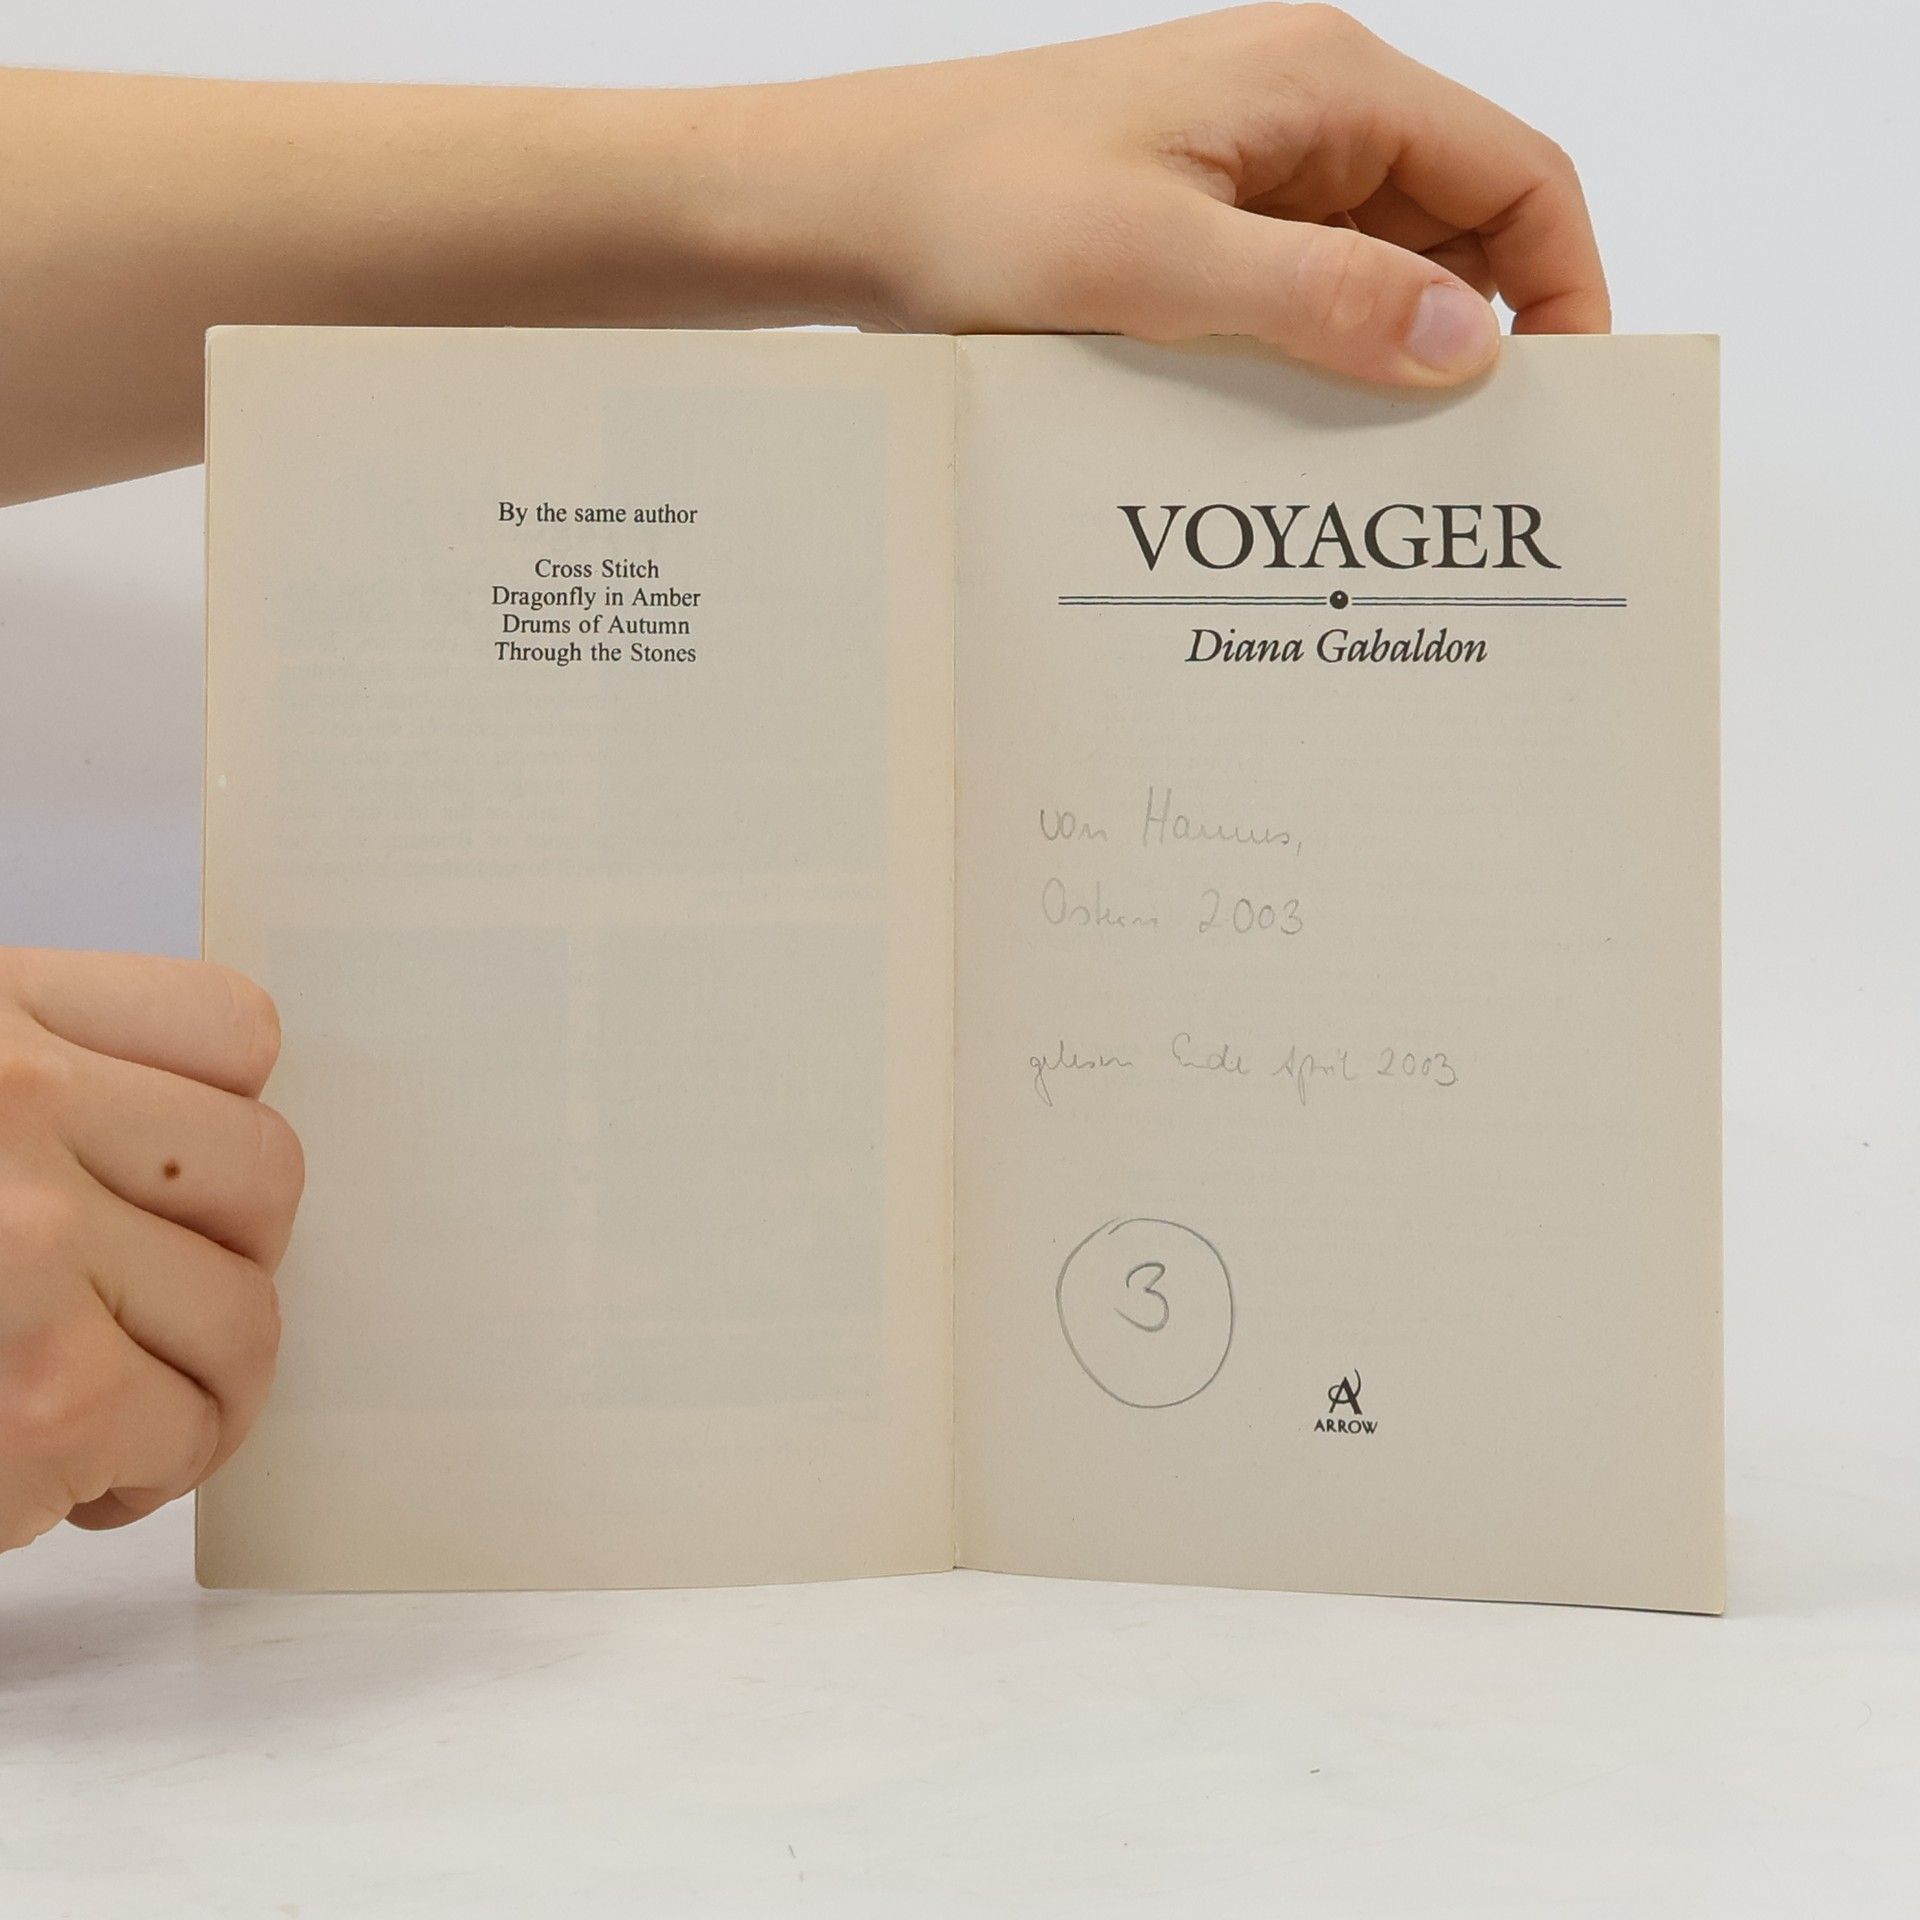 By the same author
Cross Stitch
Dragonfly in Amber
Drums of Autumn
Through the Stones
VOYAGER
Diana Gabaldon
von Hannes,
Ostern 2003
gelesen Ende April 2003
3
ARROW